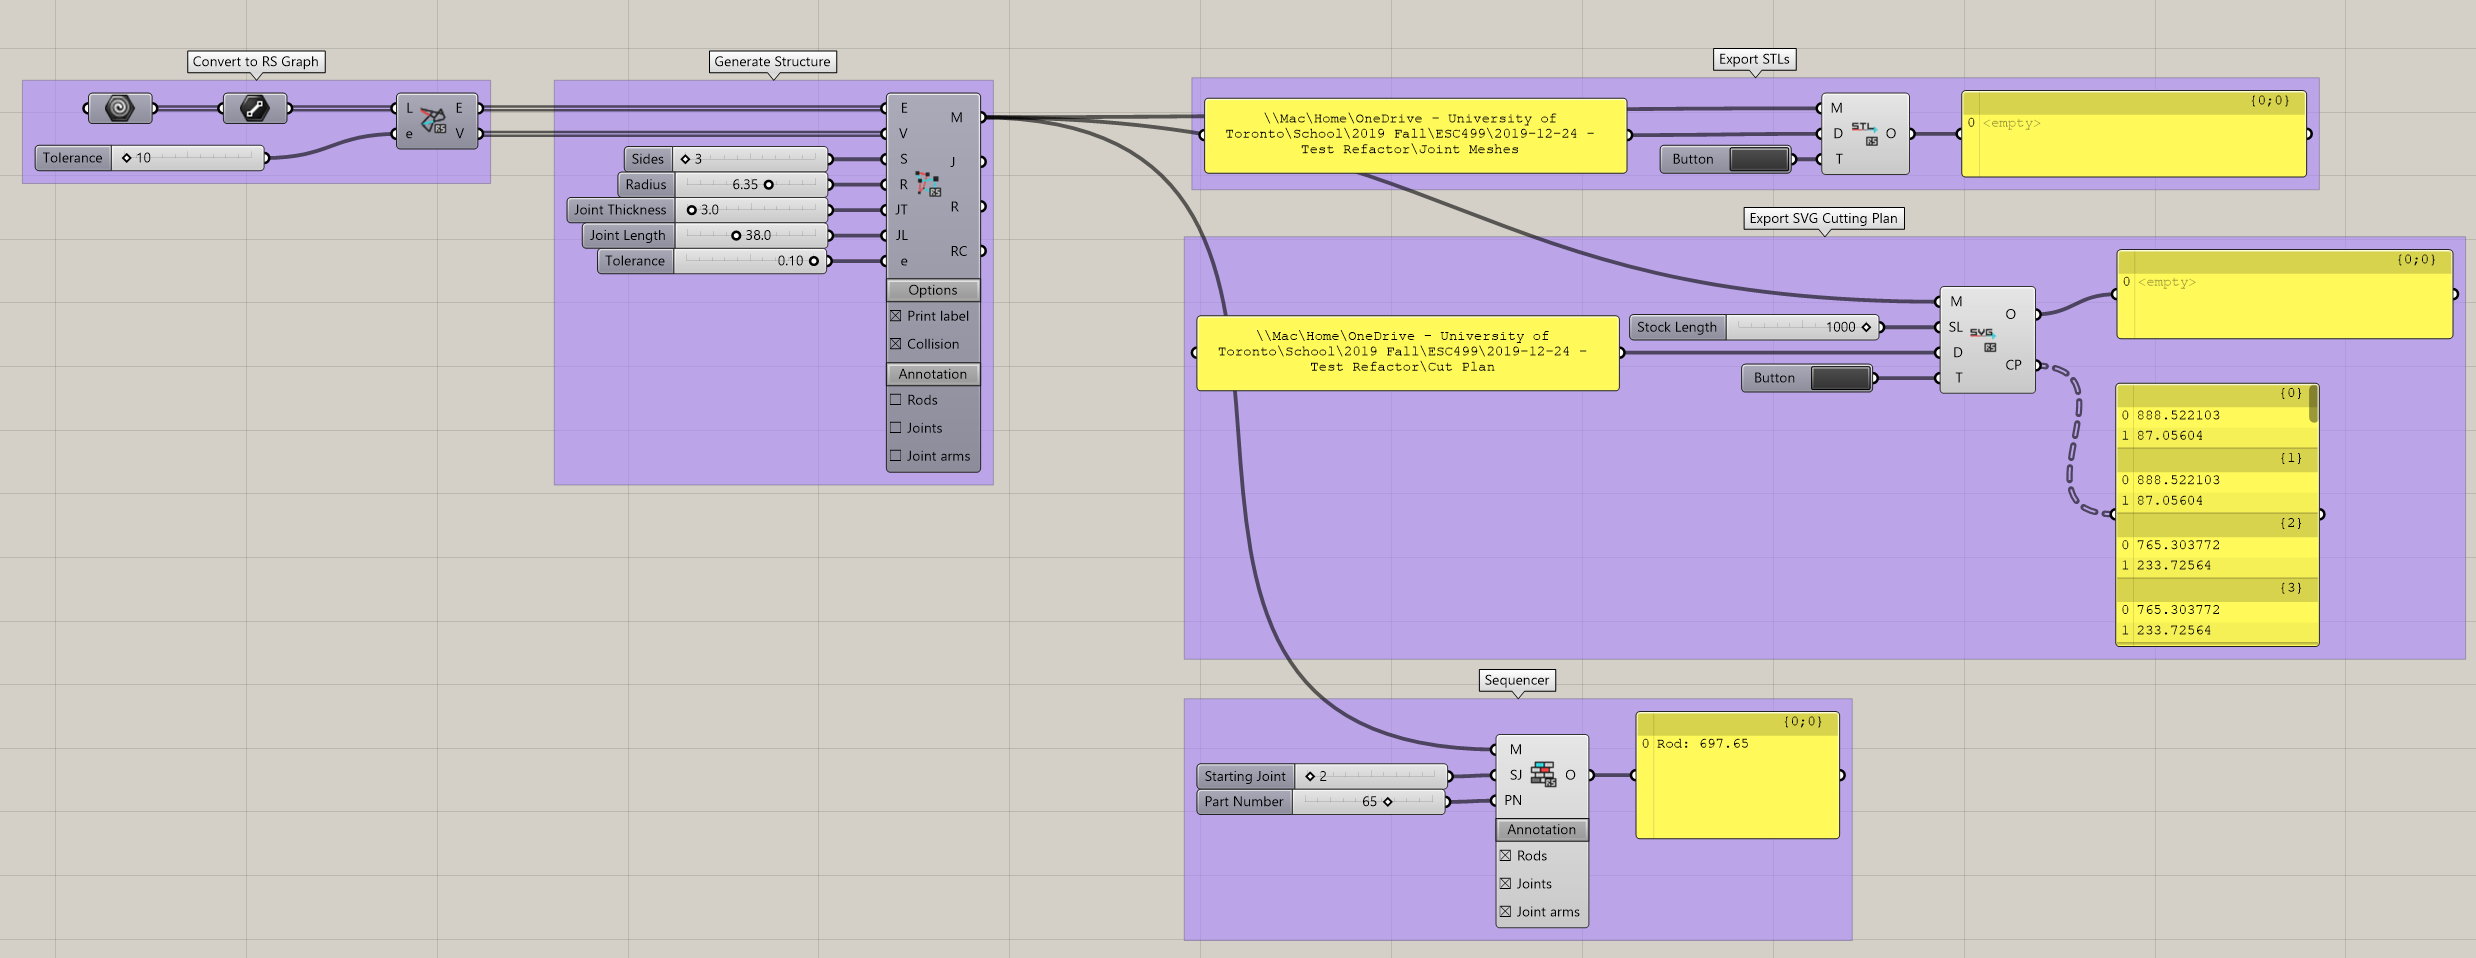 Convert to RS Graph
L E
e V
Tolerance 10
Generate Structure
E
V
S
R
JT
JL
e
M
J
R
RC
Sides 3
Radius 6.35
Joint Thickness 3.0
Joint Length 38.0
Tolerance 0.10
Options
Print label
Collision
Annotation
Rods
Joints
Joint arms
Export STLs
\\Mac\Home\OneDrive - University of
Toronto\School\2019 Fall\ESC499\2019-12-24 -
Test Refactor\Joint Meshes
Button
M
D
T
STL
RS
O
{0;0}
0 <empty>
Export SVG Cutting Plan
\\Mac\Home\OneDrive - University of
Toronto\School\2019 Fall\ESC499\2019-12-24 -
Test Refactor\Cut Plan
Stock Length 1000
Button
M
SL
D
T
SVG
RS
O
CP
{0;0}
0 <empty>
{0}
0 888.522103
1 87.05604
{1}
0 888.522103
1 87.05604
{2}
0 765.303772
1 233.72564
{3}
0 765.303772
1 233.72564
Sequencer
Starting Joint 2
Part Number 65
M
SJ
PN
RS
O
Annotation
Rods
Joints
Joint arms
{0;0}
0 Rod: 697.65